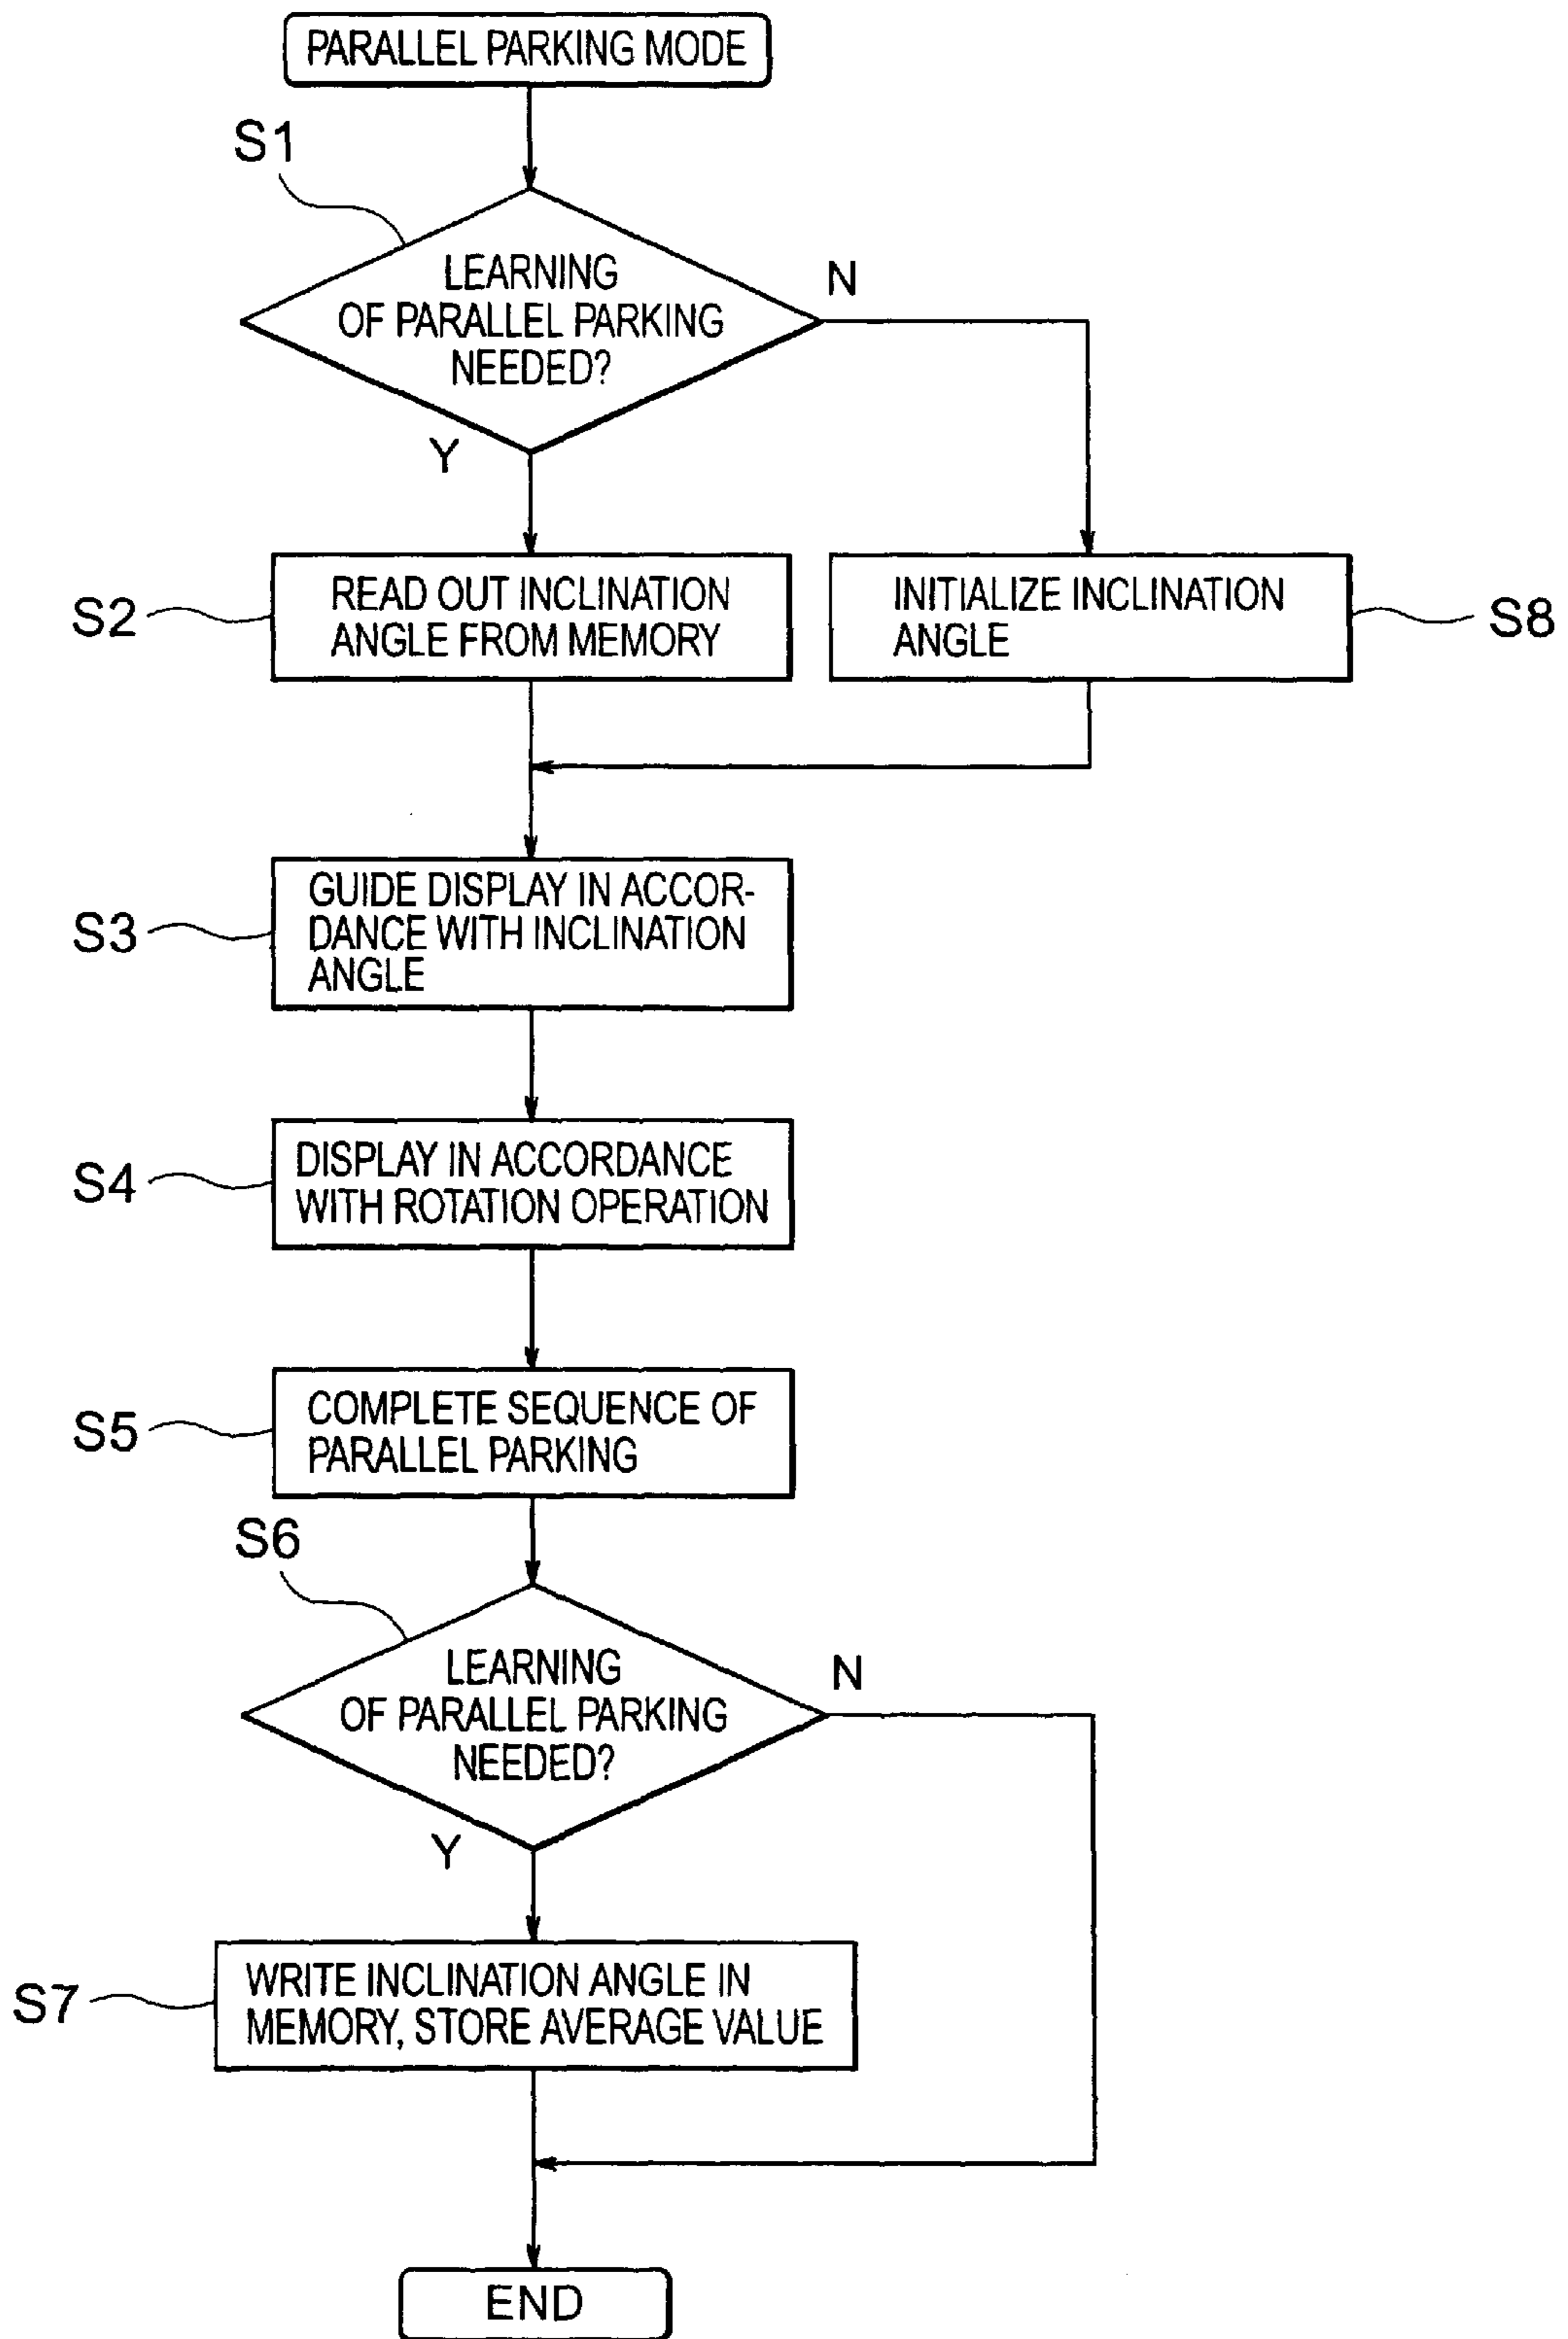 PARALLEL PARKING MODE
S1
LEARNING
OF PARALLEL PARKING
NEEDED?
N
Y
S2
READ OUT INCLINATION
ANGLE FROM MEMORY
INITIALIZE INCLINATION
ANGLE
S8
S3
GUIDE DISPLAY IN ACCOR-
DANCE WITH INCLINATION
ANGLE
S4
DISPLAY IN ACCORDANCE
WITH ROTATION OPERATION
S5
COMPLETE SEQUENCE OF
PARALLEL PARKING
S6
LEARNING
OF PARALLEL PARKING
NEEDED?
N
Y
S7
WRITE INCLINATION ANGLE IN
MEMORY, STORE AVERAGE VALUE
END